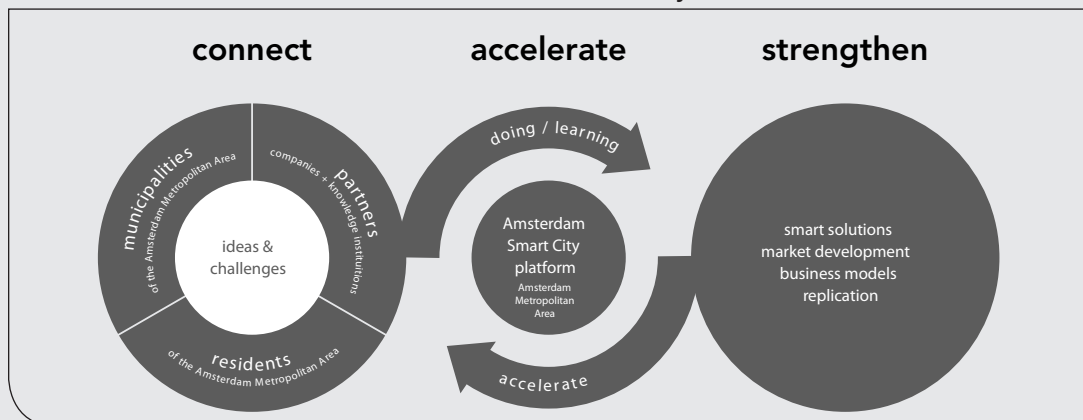 connect
accelerate
strengthen
municipalities
of the Amsterdam Metropolitan Area
partners
companies + knowledge instituitions
residents
of the Amsterdam Metropolitan Area
ideas &
challenges
doing / learning
Amsterdam
Smart City
platform
Amsterdam
Metropolitan
Area
accelerate
smart solutions
market development
business models
replication